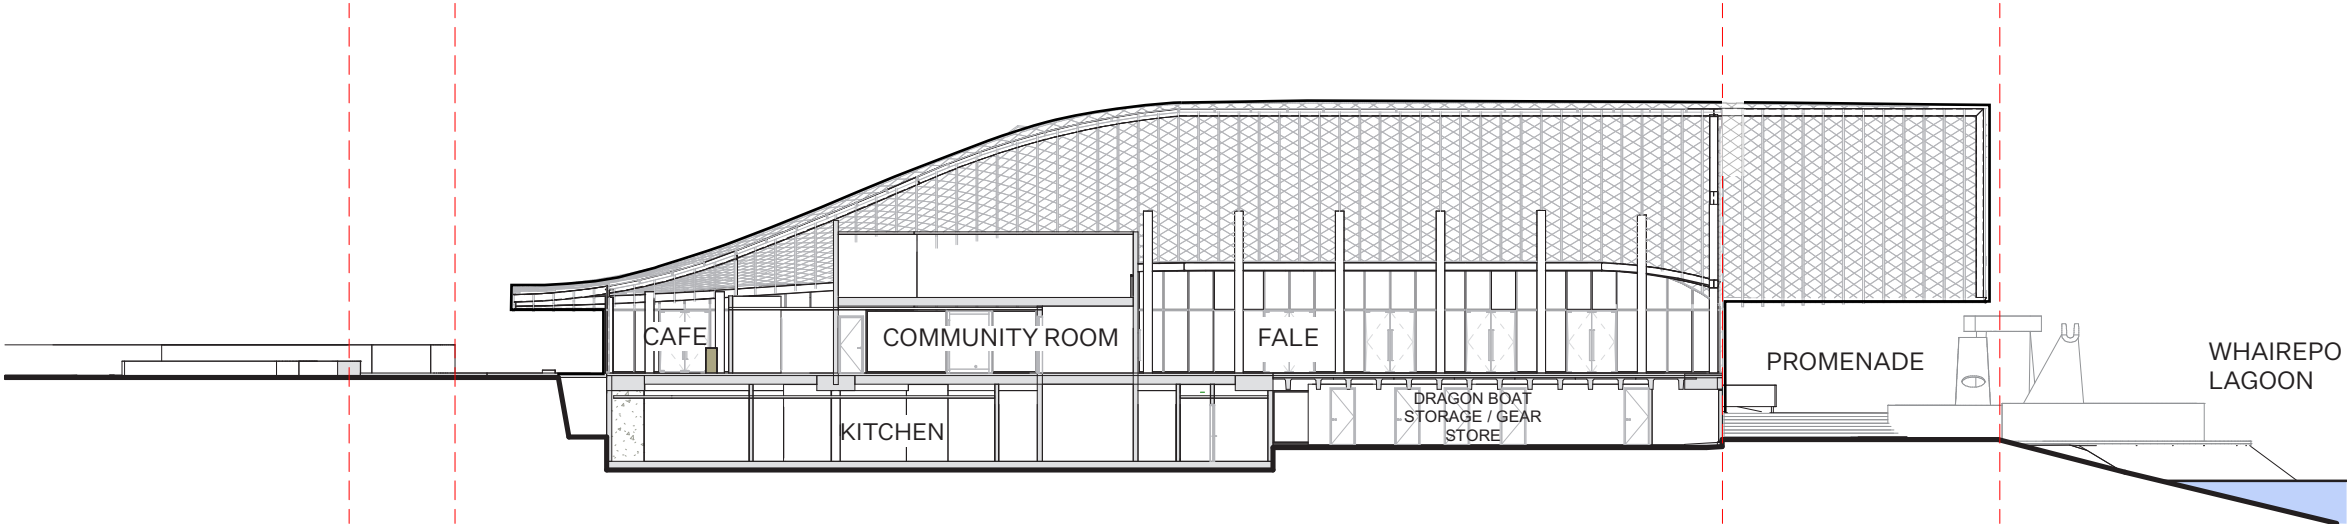 CAFE
COMMUNITY ROOM
FALE
PROMENADE
WHAIREPO
LAGOON
KITCHEN
DRAGON BOAT
STORAGE / GEAR
STORE